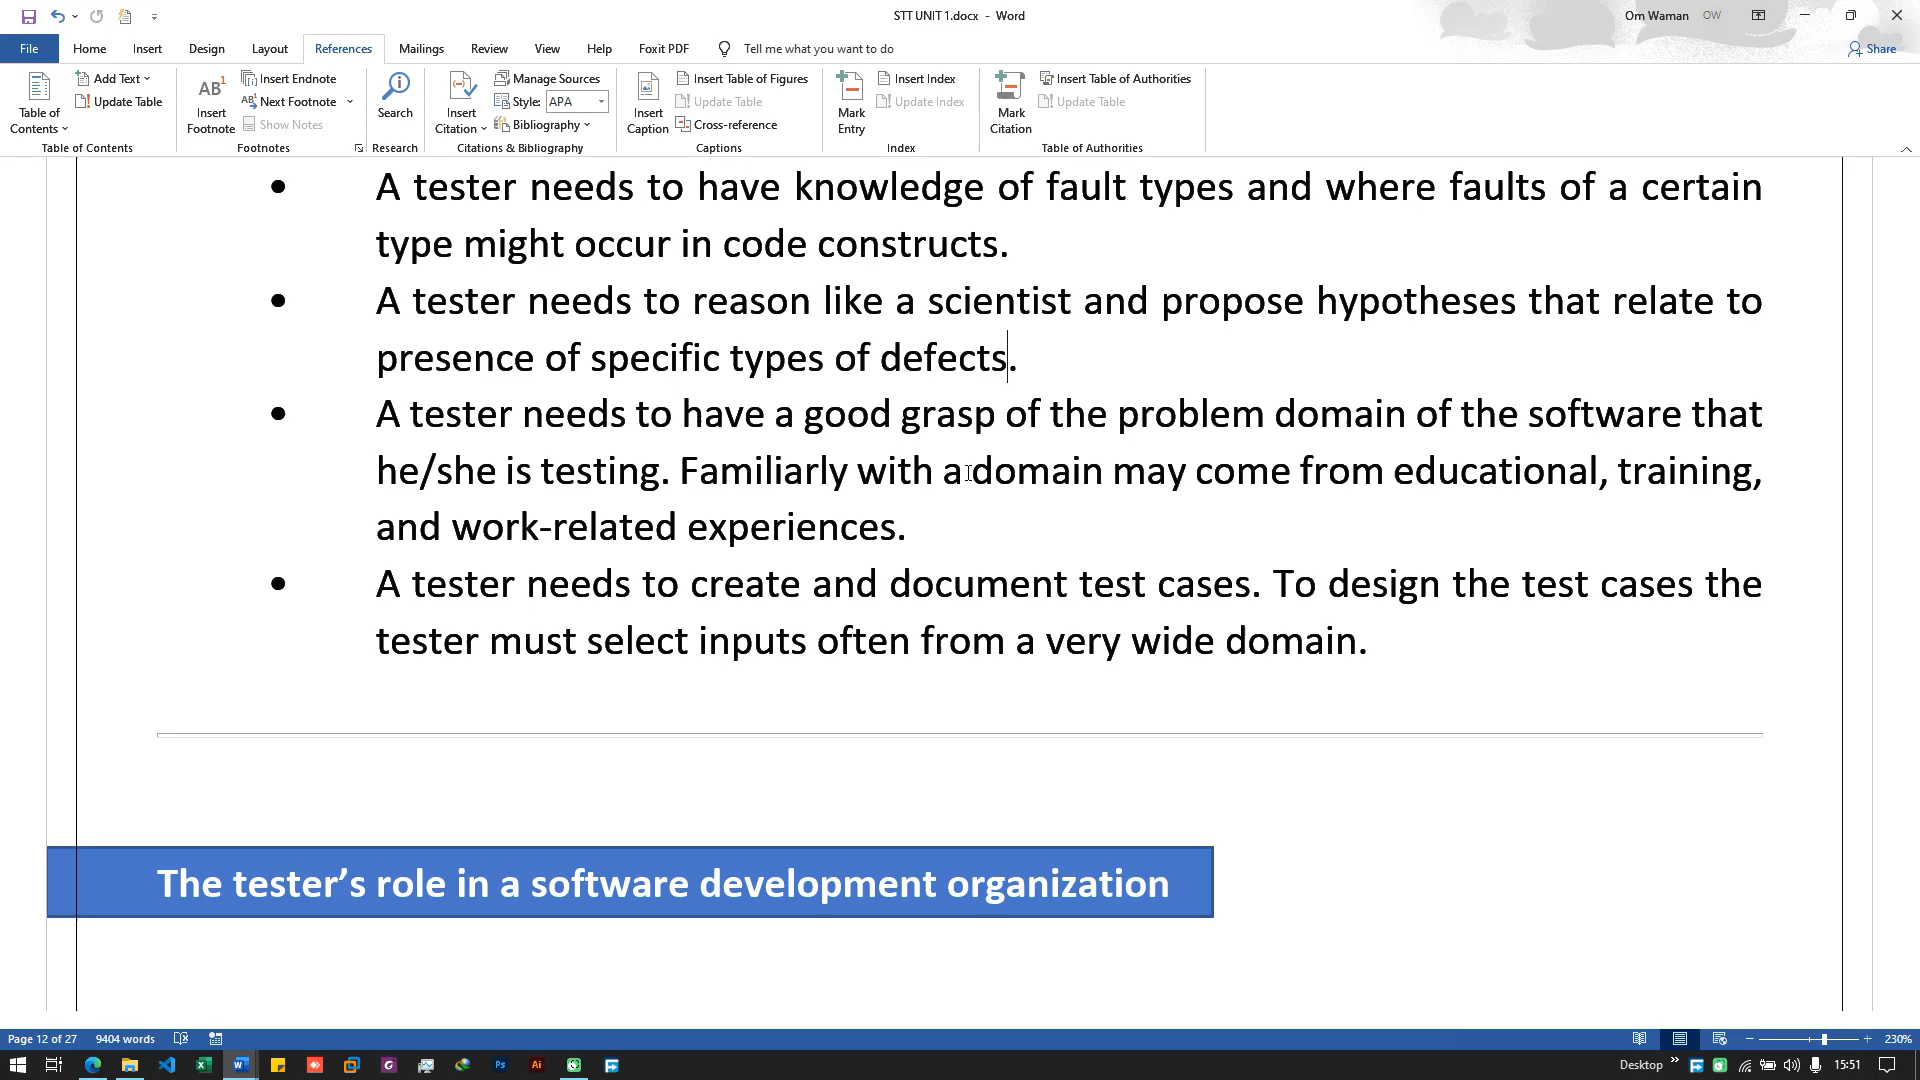 STT UNIT 1.docx - Word
Om Waman OW
File Home Insert Design Layout References Mailings Review View Help Foxit PDF Tell me what you want to do Share
Table of Contents
Add Text
Update Table
Table of Contents
AB1
Insert Footnote
Insert Endnote
Next Footnote
Show Notes
Footnotes
Search
Research
Insert Citation
Manage Sources
Style: APA
Bibliography
Citations & Bibliography
Insert Caption
Insert Table of Figures
Update Table
Cross-reference
Captions
Mark Entry
Insert Index
Update Index
Index
Mark Citation
Insert Table of Authorities
Update Table
Table of Authorities
• A tester needs to have knowledge of fault types and where faults of a certain
type might occur in code constructs.
• A tester needs to reason like a scientist and propose hypotheses that relate to
presence of specific types of defects.
• A tester needs to have a good grasp of the problem domain of the software that
he/she is testing. Familiarly with a domain may come from educational, training,
and work-related experiences.
• A tester needs to create and document test cases. To design the test cases the
tester must select inputs often from a very wide domain.
The tester’s role in a software development organization
Page 12 of 27 9404 words 230%
Desktop 15:51